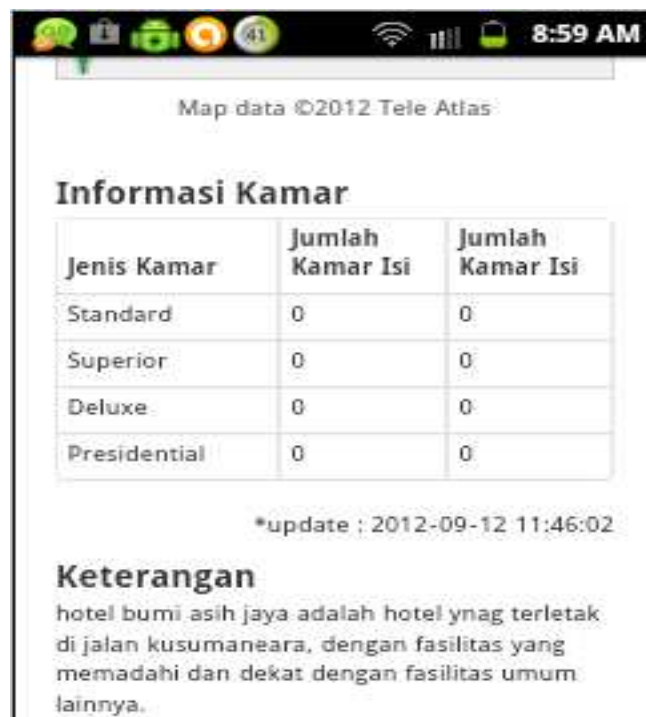 41 8:59 AM
Map data ©2012 Tele Atlas
Informasi Kamar
Jenis Kamar Jumlah Kamar Isi Jumlah Kamar Isi
Standard 0 0
Superior 0 0
Deluxe 0 0
Presidential 0 0
*update : 2012-09-12 11:46:02
Keterangan
hotel bumi asih jaya adalah hotel ynag terletak
di jalan kusumaneara, dengan fasilitas yang
memadahi dan dekat dengan fasilitas umum
lainnya.